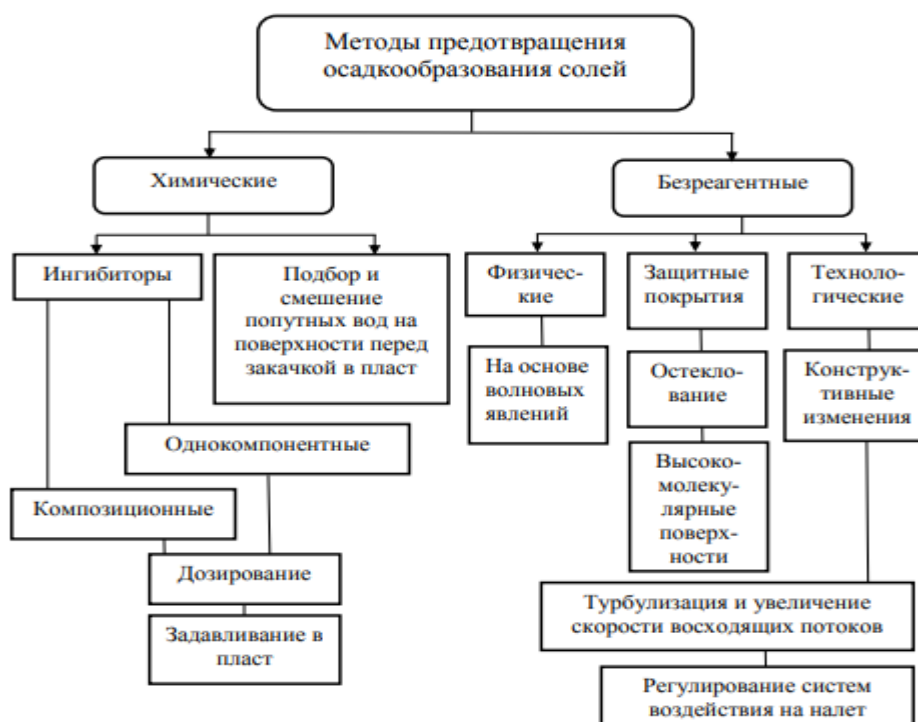 Методы предотвращения
осадкообразования солей
Химические
Безреагентные
Ингибиторы
Подбор и
смешение
попутных вод на
поверхности перед
закачкой в пласт
Физичес-
кие
Защитные
покрытия
Техноло-
гические
На основе
волновых
явлений
Остекло-
вание
Конструк-
тивные
изменения
Однокомпонентные
Высоко-
молеку-
лярные
поверх-
ности
Композиционные
Дозирование
Задавливание в
пласт
Турбулизация и увеличение
скорости восходящих потоков
Регулирование систем
воздействия на налет